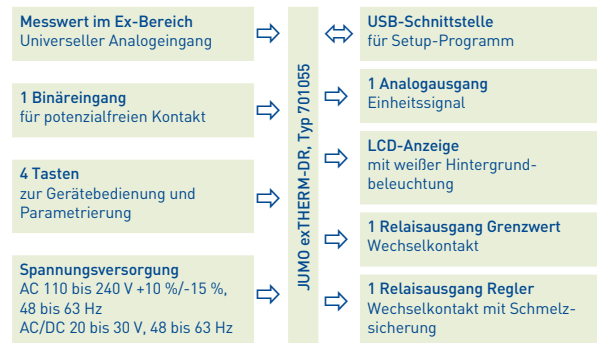 Messwert im Ex-Bereich
Universeller Analogeingang
1 Binäreingang
für potenzialfreien Kontakt
4 Tasten
zur Gerätebedienung und
Parametrierung
Spannungsversorgung
AC 110 bis 240 V +10 %/-15 %,
48 bis 63 Hz
AC/DC 20 bis 30 V, 48 bis 63 Hz
JUMO exTHERM-DR, Typ 701055
USB-Schnittstelle
für Setup-Programm
1 Analogausgang
Einheitssignal
LCD-Anzeige
mit weißer Hintergrund-
beleuchtung
1 Relaisausgang Grenzwert
Wechselkontakt
1 Relaisausgang Regler
Wechselkontakt mit Schmelz-
sicherung